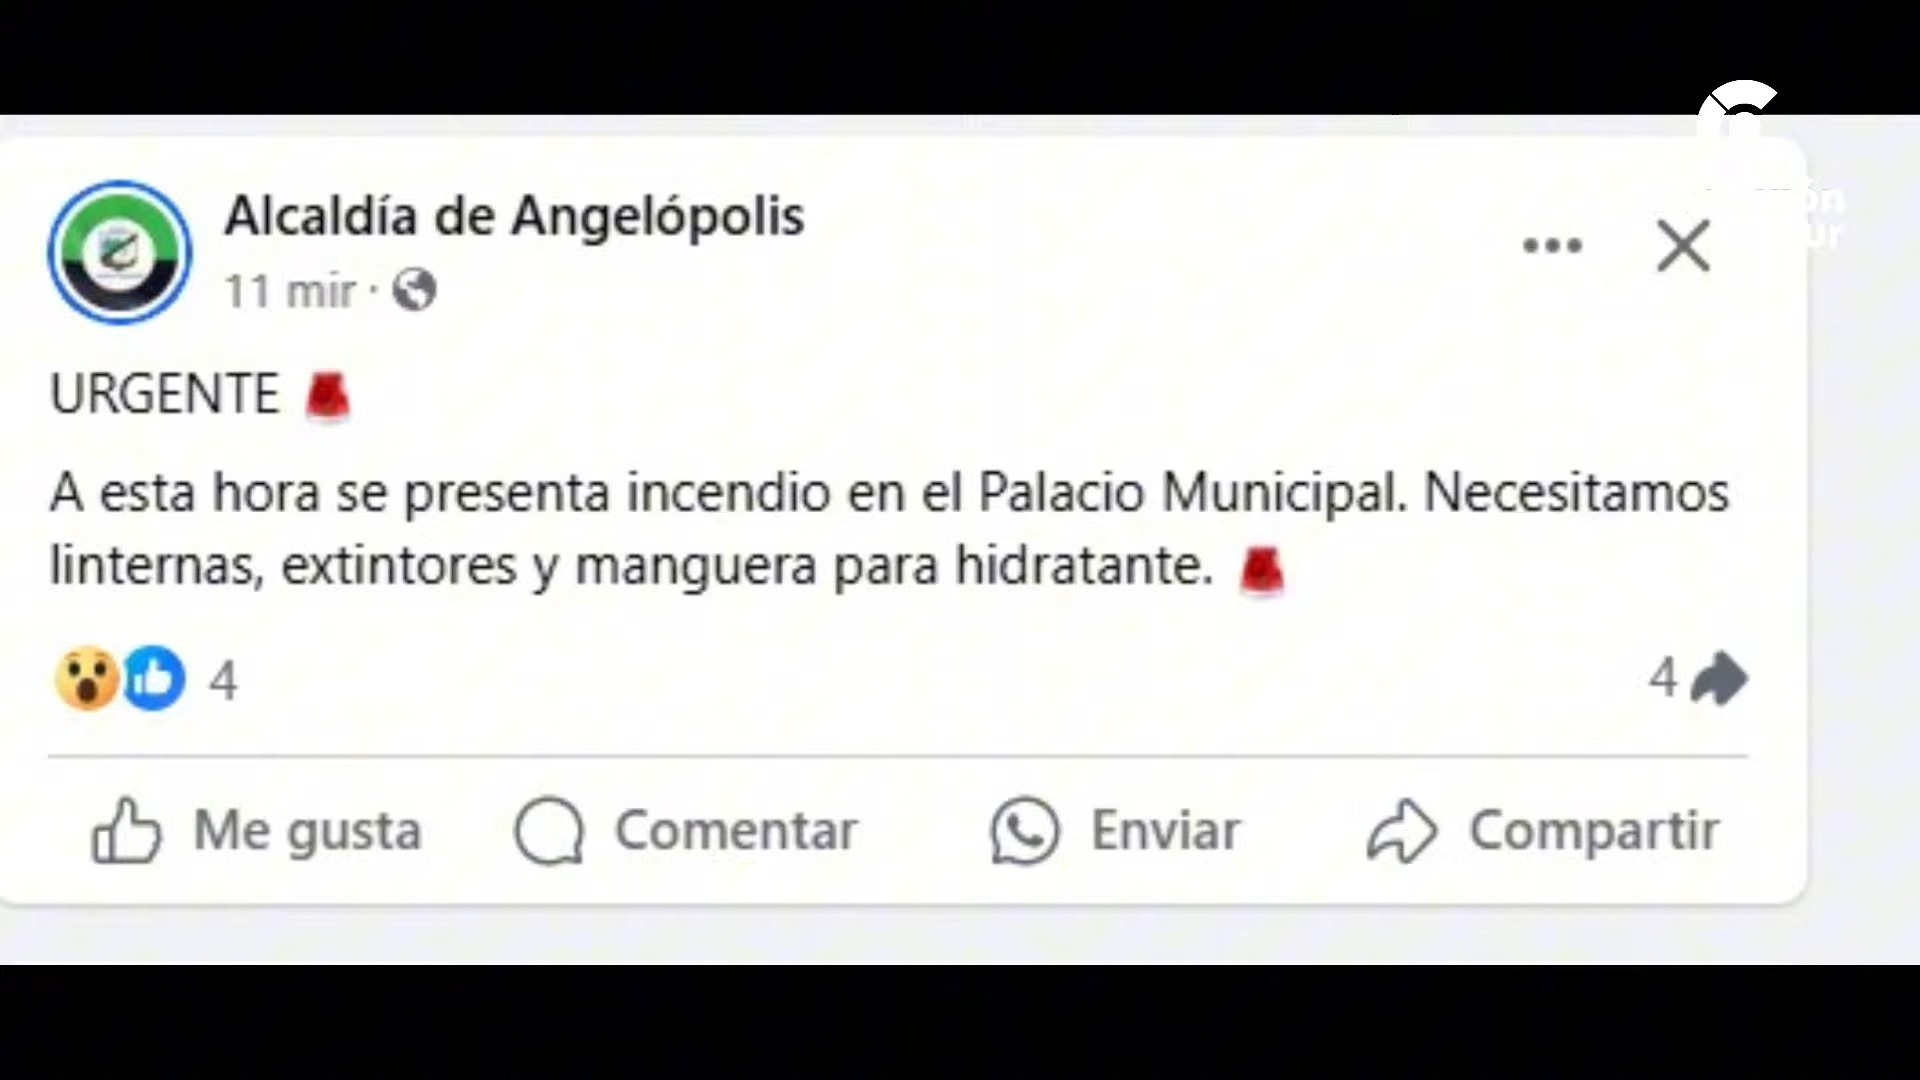 Alcaldía de Angelópolis
11 mir ·
URGENTE
A esta hora se presenta incendio en el Palacio Municipal. Necesitamos
linternas, extintores y manguera para hidratante.
4
4
Me gusta
Comentar
Enviar
Compartir